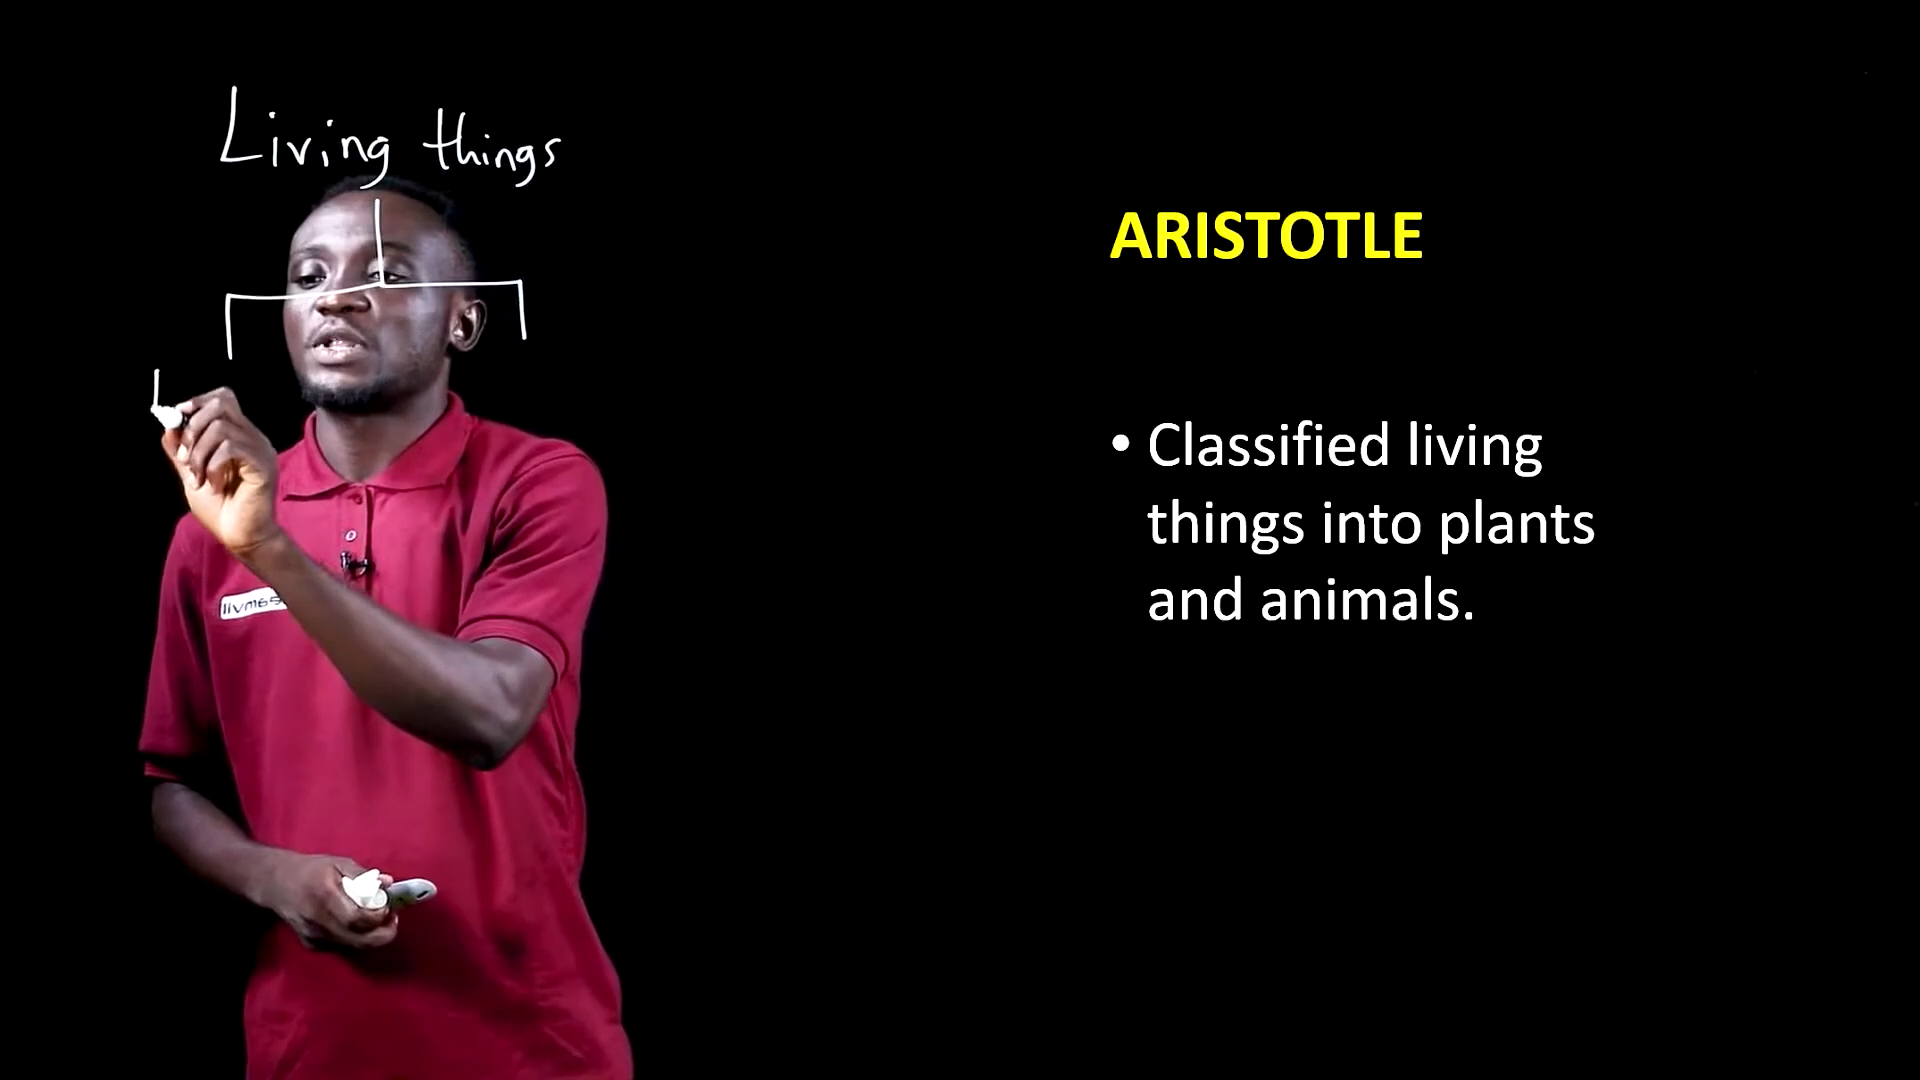 Living things
ARISTOTLE
• Classified living
things into plants
and animals.